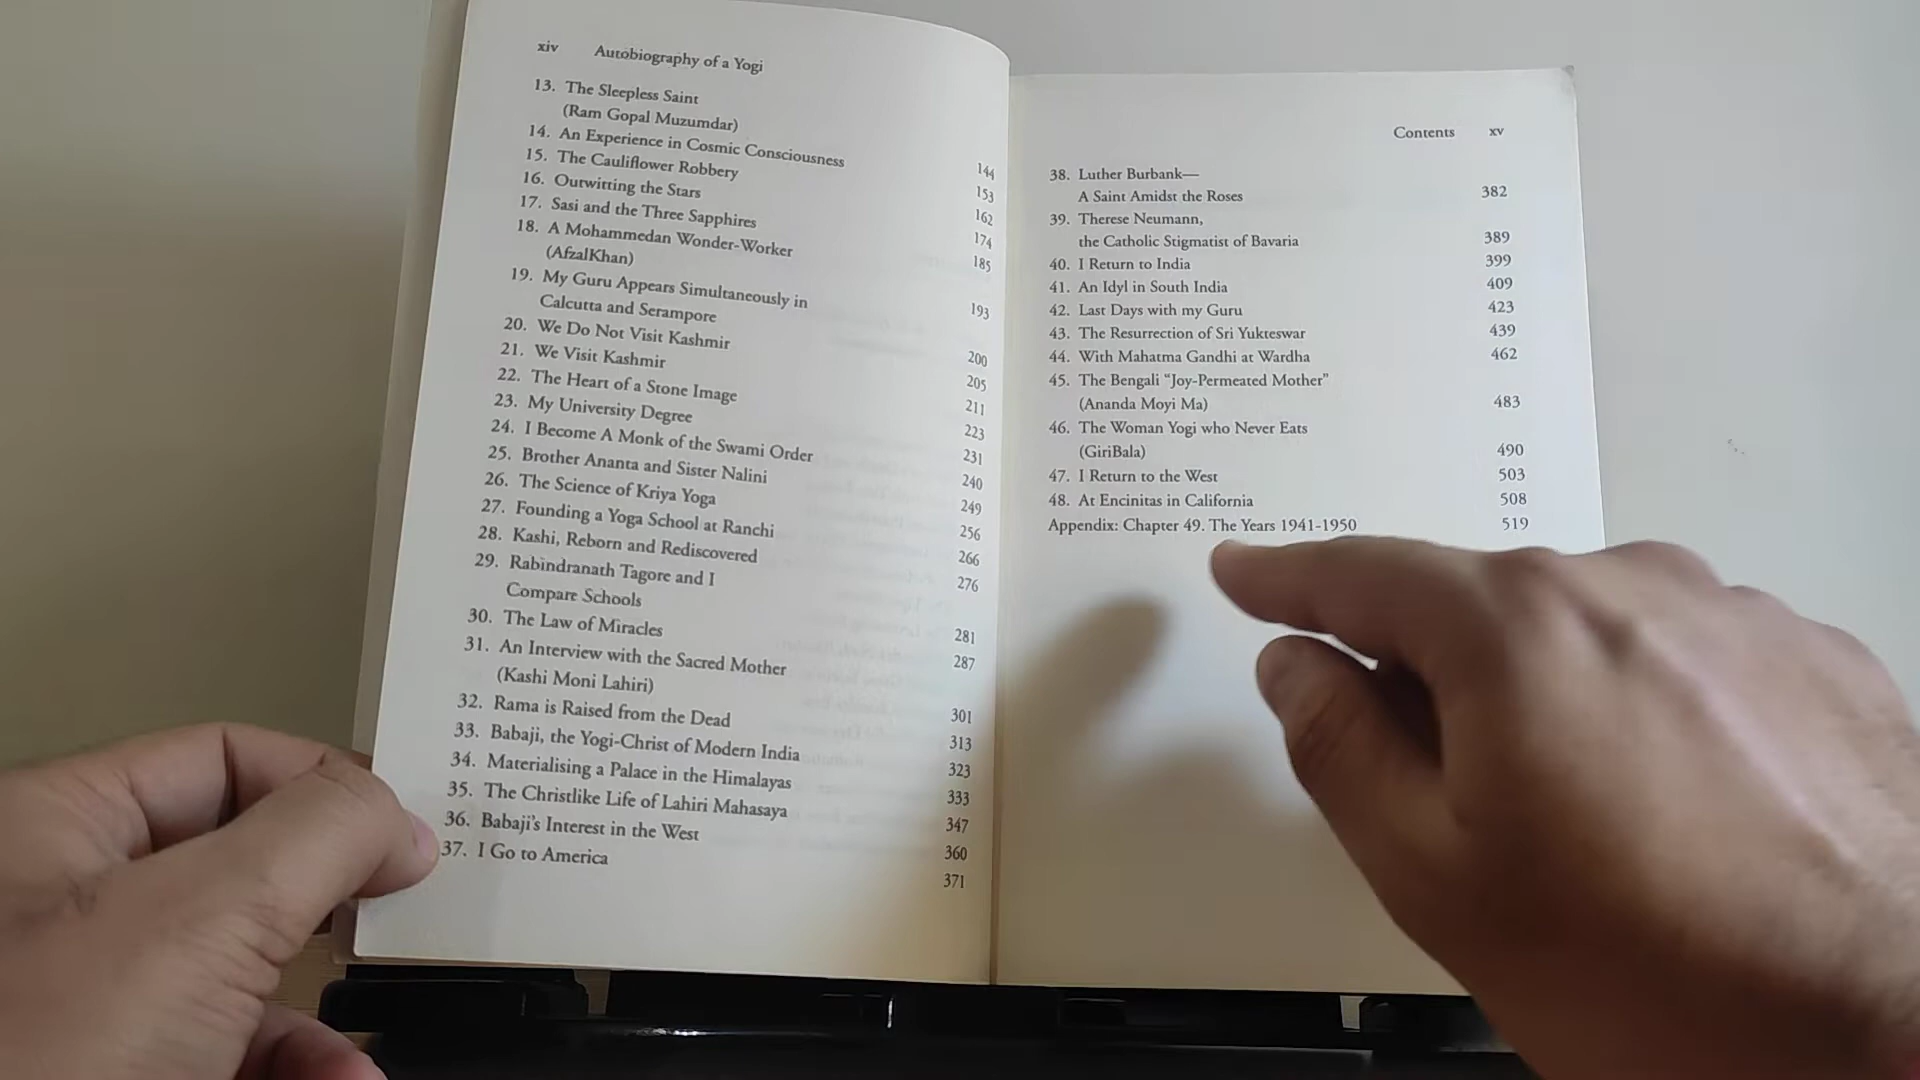 xiv Autobiography of a Yogi
13. The Sleepless Saint
(Ram Gopal Muzumdar) 144
14. An Experience in Cosmic Consciousness 153
15. The Cauliflower Robbery 162
16. Outwitting the Stars 174
17. Sasi and the Three Sapphires 185
18. A Mohammedan Wonder-Worker
(AfzalKhan) 193
19. My Guru Appears Simultaneously in
Calcutta and Serampore 200
20. We Do Not Visit Kashmir 205
21. We Visit Kashmir 211
22. The Heart of a Stone Image 223
23. My University Degree 231
24. I Become A Monk of the Swami Order 240
25. Brother Ananta and Sister Nalini 249
26. The Science of Kriya Yoga 256
27. Founding a Yoga School at Ranchi 266
28. Kashi, Reborn and Rediscovered 276
29. Rabindranath Tagore and I
Compare Schools 281
30. The Law of Miracles 287
31. An Interview with the Sacred Mother
(Kashi Moni Lahiri) 301
32. Rama is Raised from the Dead 313
33. Babaji, the Yogi-Christ of Modern India 323
34. Materialising a Palace in the Himalayas 333
35. The Christlike Life of Lahiri Mahasaya 347
36. Babaji's Interest in the West 360
37. I Go to America 371
Contents xv
38. Luther Burbank—
A Saint Amidst the Roses 382
39. Therese Neumann,
the Catholic Stigmatist of Bavaria 389
40. I Return to India 399
41. An Idyl in South India 409
42. Last Days with my Guru 423
43. The Resurrection of Sri Yukteswar 439
44. With Mahatma Gandhi at Wardha 462
45. The Bengali “Joy-Permeated Mother”
(Ananda Moyi Ma) 483
46. The Woman Yogi who Never Eats
(GiriBala) 490
47. I Return to the West 503
48. At Encinitas in California 508
Appendix: Chapter 49. The Years 1941-1950 519